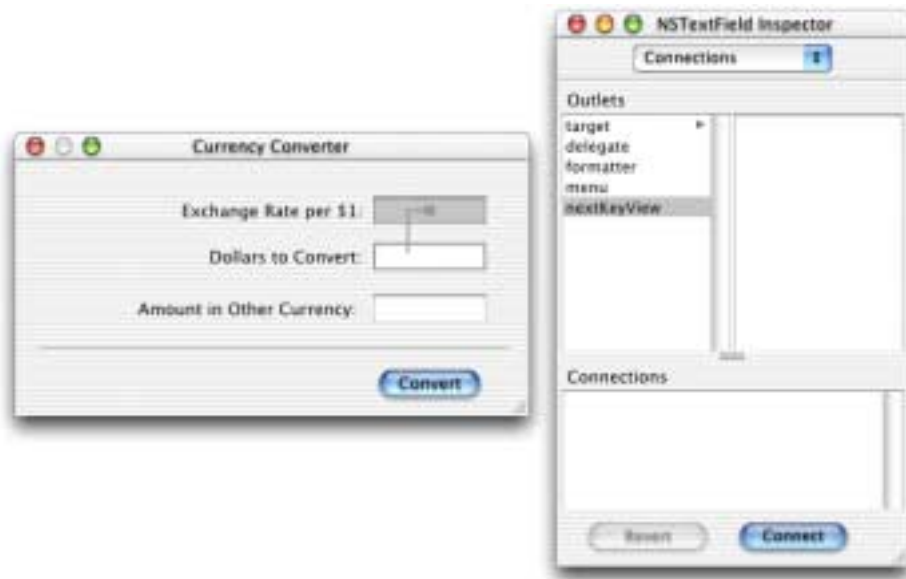 Currency Converter
Exchange Rate per $1:
Dollars to Convert:
Amount in Other Currency:
Convert
NSTextField Inspector
Connections
Outlets
target
delegate
formatter
menu
nextKeyView
Connections
Revert
Connect